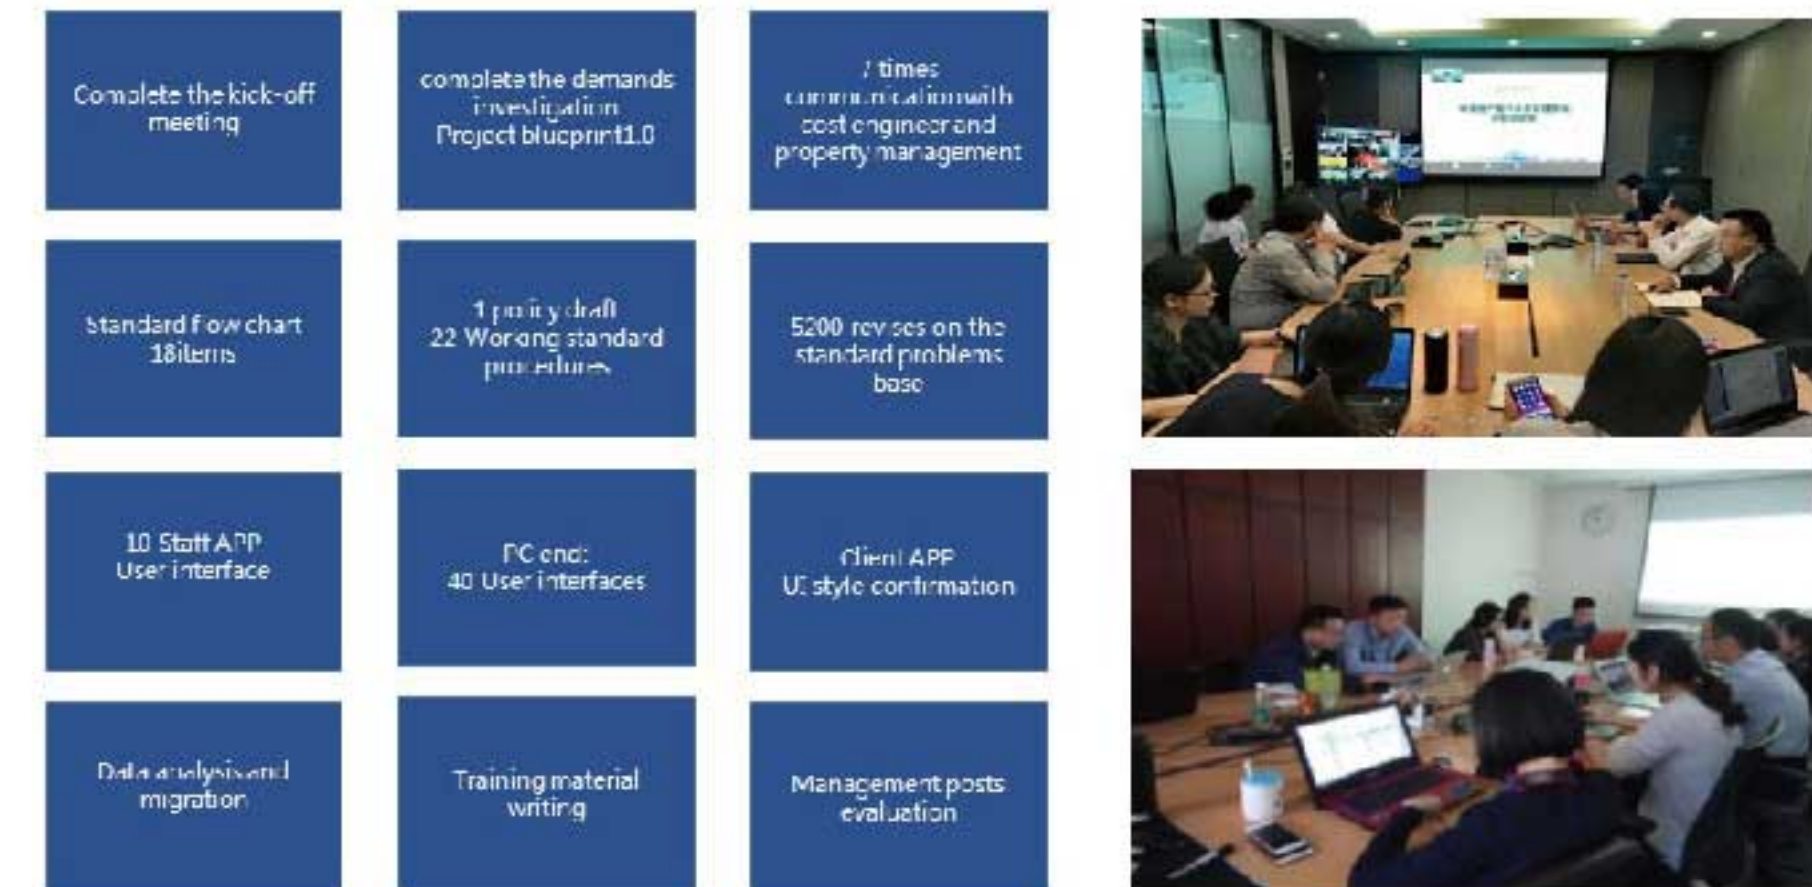 Complete the kick-off
meeting
complete the demands
investigation
Project blueprint1.0
7 times
communication with
cost engineer and
property management
Standard flow chart
18items
1 policy draft
22 Working standard
procedures
5200 revises on the
standard problems
base
10 Staff APP
User interface
PC end:
40 User interfaces
Client APP
UI style confirmation
Data analysis and
migration
Training material
writing
Management posts
evaluation